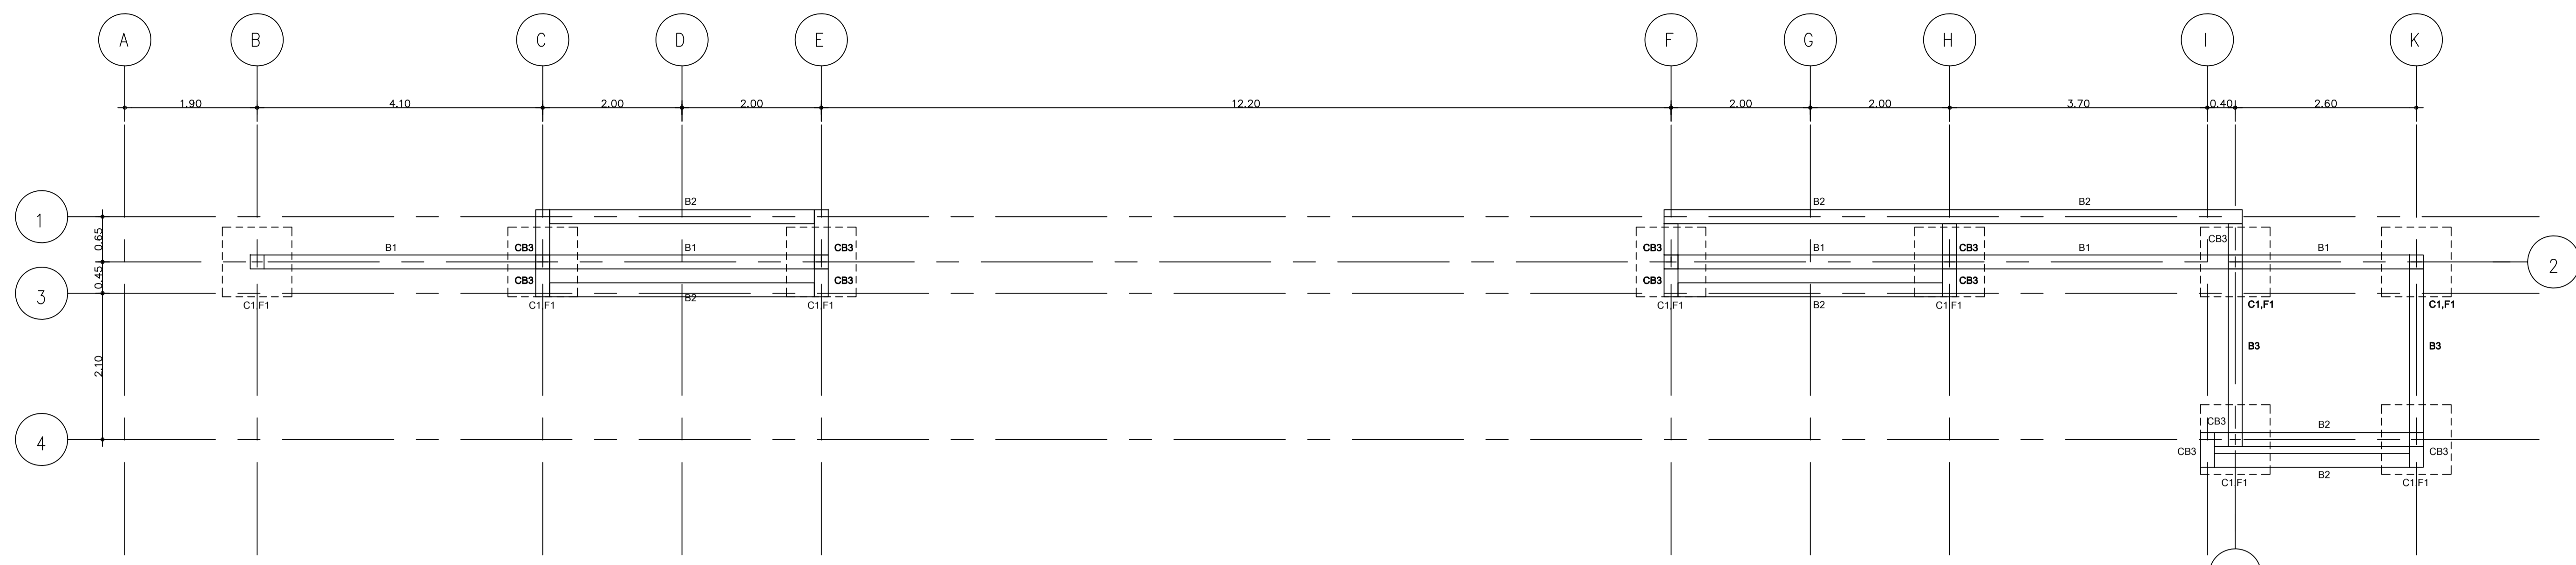 A B C D E F G H I K
1.90 4.10 2.00 2.00 12.20 2.00 2.00 3.70 0.40 2.60
B2 B2 B2
1
0.65
CB3
B1 CB3 B1 CB3 CB3 B1 CB3 B1 B1
2
0.45
CB3 CB3 CB3 CB3
3
B2 B2
C1,F1 C1,F1 C1,F1 C1,F1 C1,F1 C1,F1 C1,F1
B3 B3
2.10
CB3 B2
4
CB3 CB3
B2
C1,F1 C1,F1